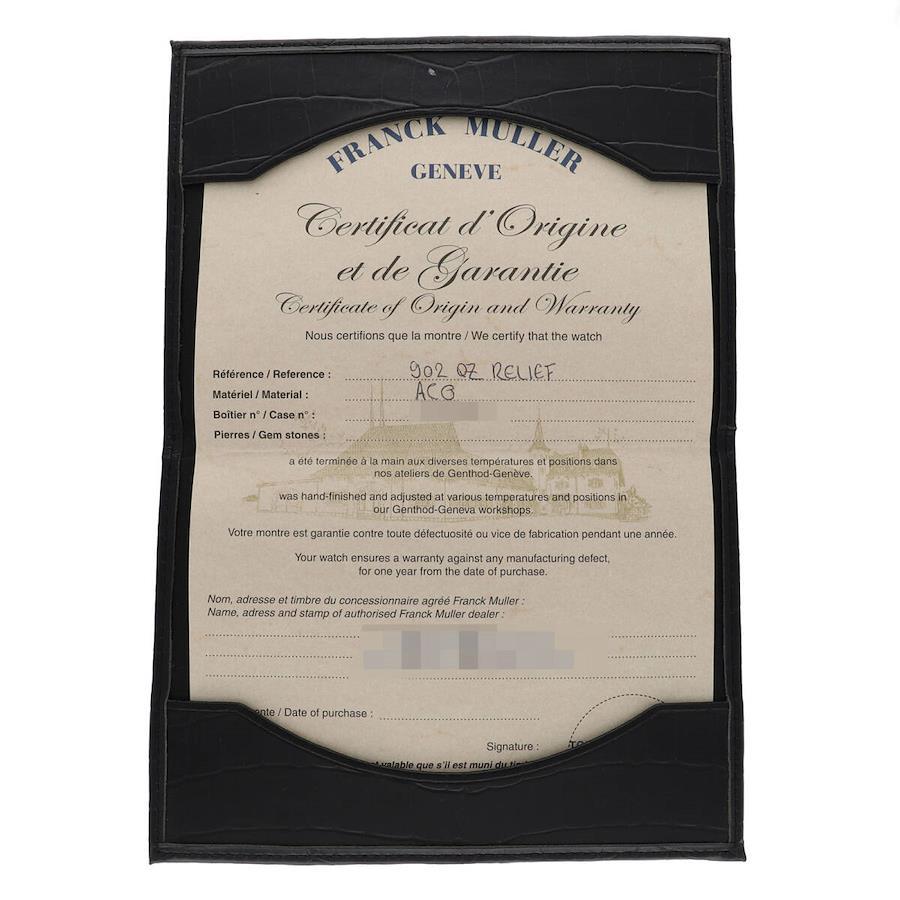 FRANCK MULLER
GENEVE
Certificat d'Origine
et de Garantie
Certificate of Origin and Warranty
Nous certifions que la montre / We certify that the watch
Référence / Reference : 902 QZ RELIEF
Matériel / Material : AC
Boîtier n° / Case n° :
Pierres / Gem stones :
a été terminée à la main aux diverses températures et positions dans
nos ateliers de Genthod-Genève.
was hand-finished and adjusted at various temperatures and positions in
our Genthod-Geneva workshops.
Votre montre est garantie contre toute défectuosité ou vice de fabrication pendant une année.
Your watch ensures a warranty against any manufacturing defect,
for one year from the date of purchase.
Nom, adresse et timbre du concessionnaire agréé Franck Muller :
Name, adress and stamp of authorised Franck Muller dealer :
ente / Date of purchase :
Signature :
valable que s'il est muni du